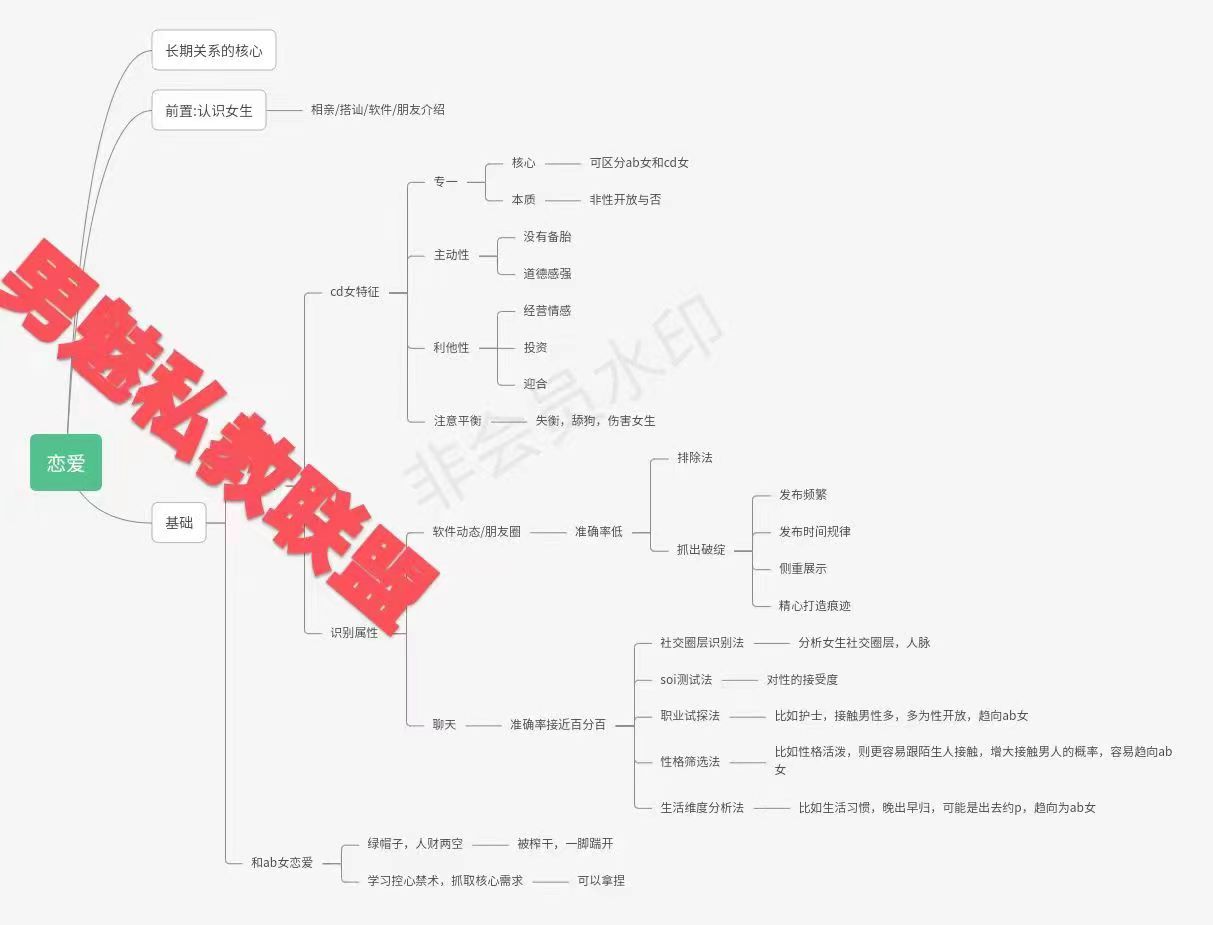 长期关系的核心
前置:认识女生
相亲/搭讪/软件/朋友介绍
恋爱
基础
cd女特征
专一
核心
可区分ab女和cd女
本质
非性开放与否
主动性
没有备胎
道德感强
利他性
经营情感
投资
迎合
注意平衡
失衡，舔狗，伤害女生
识别属性
软件动态/朋友圈
准确率低
排除法
抓出破绽
发布频繁
发布时间规律
侧重展示
精心打造痕迹
聊天
准确率接近百分百
社交圈层识别法
分析女生社交圈层，人脉
soi测试法
对性的接受度
职业试探法
比如护士，接触男性多，多为性开放，趋向ab女
性格筛选法
比如性格活泼，则更容易跟陌生人接触，增大接触男人的概率，容易趋向ab
女
生活维度分析法
比如生活习惯，晚出早归，可能是出去约p，趋向为ab女
和ab女恋爱
绿帽子，人财两空
被榨干，一脚踹开
学习控心禁术，抓取核心需求
可以拿捏
男魅私教联盟
非会员水印